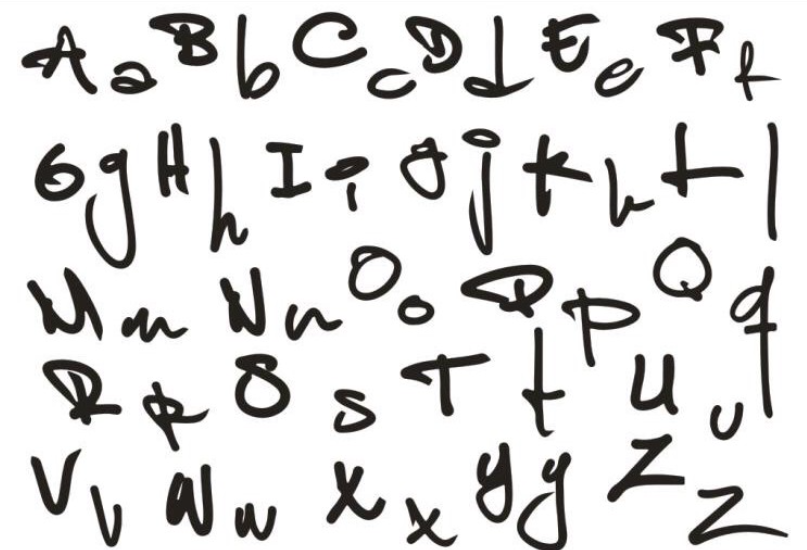 A a B b C c D d E e F f
G g H h I i J j K k L l
M m N n O o P p Q q
R r S s T t U u
V v W w X x Y y Z z